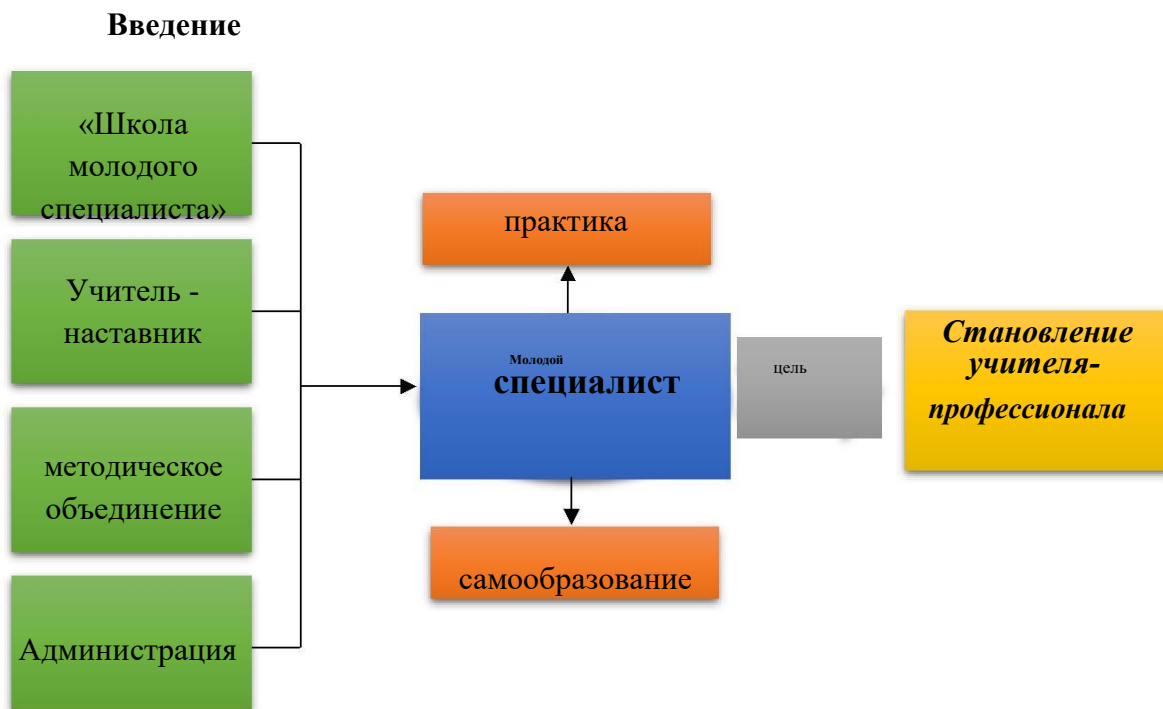 Введение
«Школа
молодого
специалиста»
Учитель -
наставник
методическое
объединение
Администрация
практика
Молодой
специалист
самообразование
цель
Становление
учителя-
профессионала